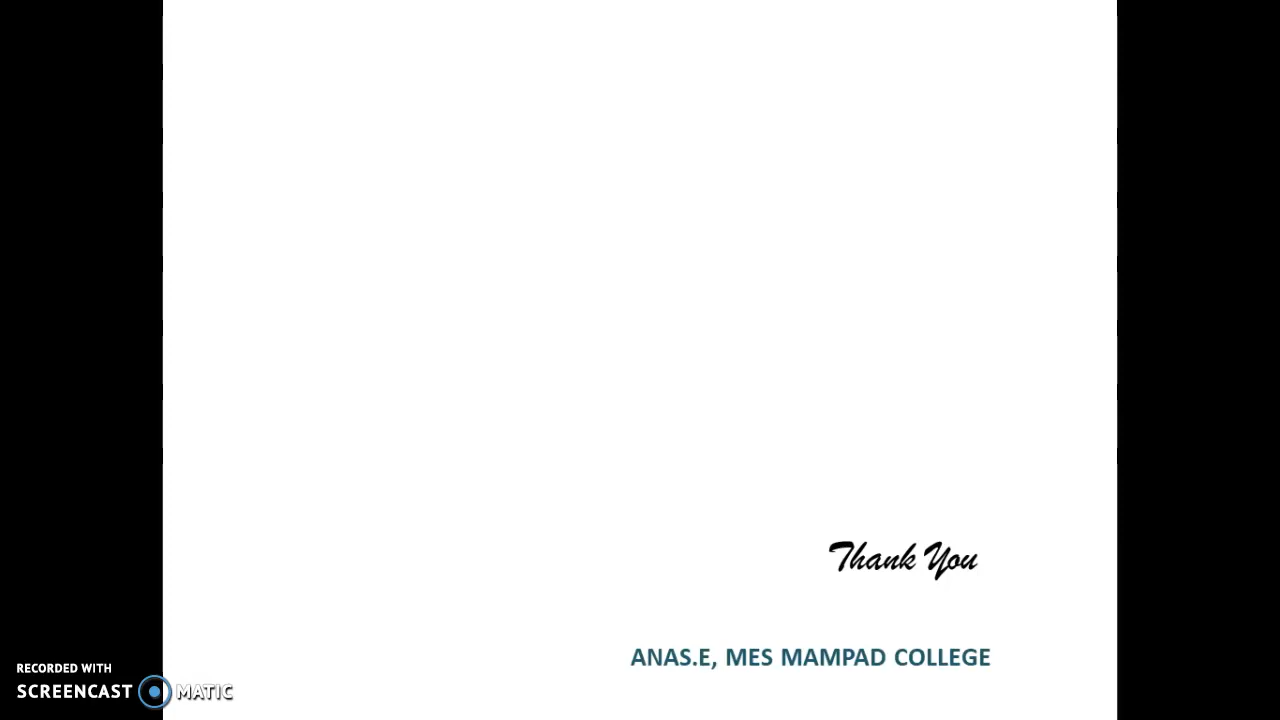 Thank You
ANAS.E, MES MAMPAD COLLEGE
RECORDED WITH
SCREENCAST MATIC